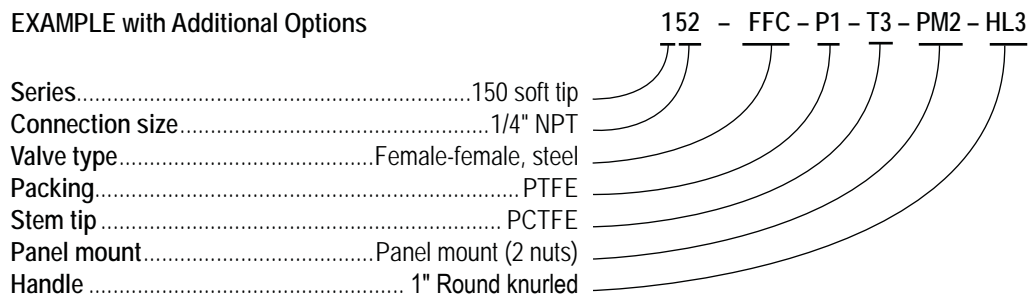 EXAMPLE with Additional Options 152 – FFC – P1 – T3 – PM2 – HL3
Series.................................................................150 soft tip
Connection size...................................................1/4" NPT
Valve type..........................................Female-female, steel
Packing...................................................................... PTFE
Stem tip .................................................................. PCTFE
Panel mount......................................Panel mount (2 nuts)
Handle .................................................... 1" Round knurled